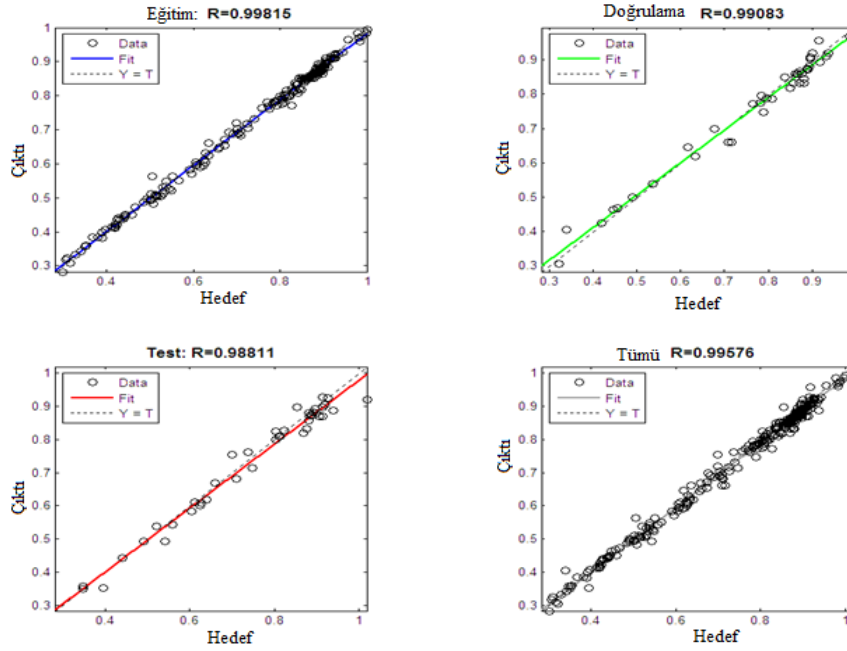 Eğitim: R=0.99815
Data
Fit
Y = T
1
0.9
0.8
0.7
0.6
0.5
0.4
0.3
Çıktı
0.4
0.6
0.8
1
Hedef
Doğrulama R=0.99083
Data
Fit
Y = T
0.9
0.8
0.7
0.6
0.5
0.4
0.3
Çıktı
0.3
0.4
0.5
0.6
0.7
0.8
0.9
Hedef
Test: R=0.98811
Data
Fit
Y = T
1
0.9
0.8
0.7
0.6
0.5
0.4
0.3
Çıktı
0.4
0.6
0.8
1
Hedef
Tümü R=0.99576
Data
Fit
Y = T
1
0.9
0.8
0.7
0.6
0.5
0.4
0.3
Çıktı
0.4
0.6
0.8
1
Hedef